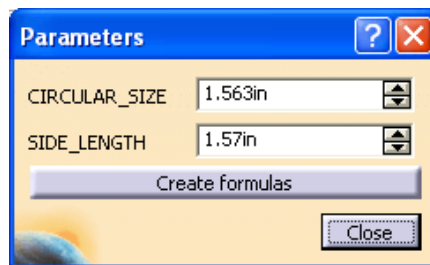 Parameters
CIRCULAR_SIZE 1.563in
SIDE_LENGTH 1.57in
Create formulas
Close